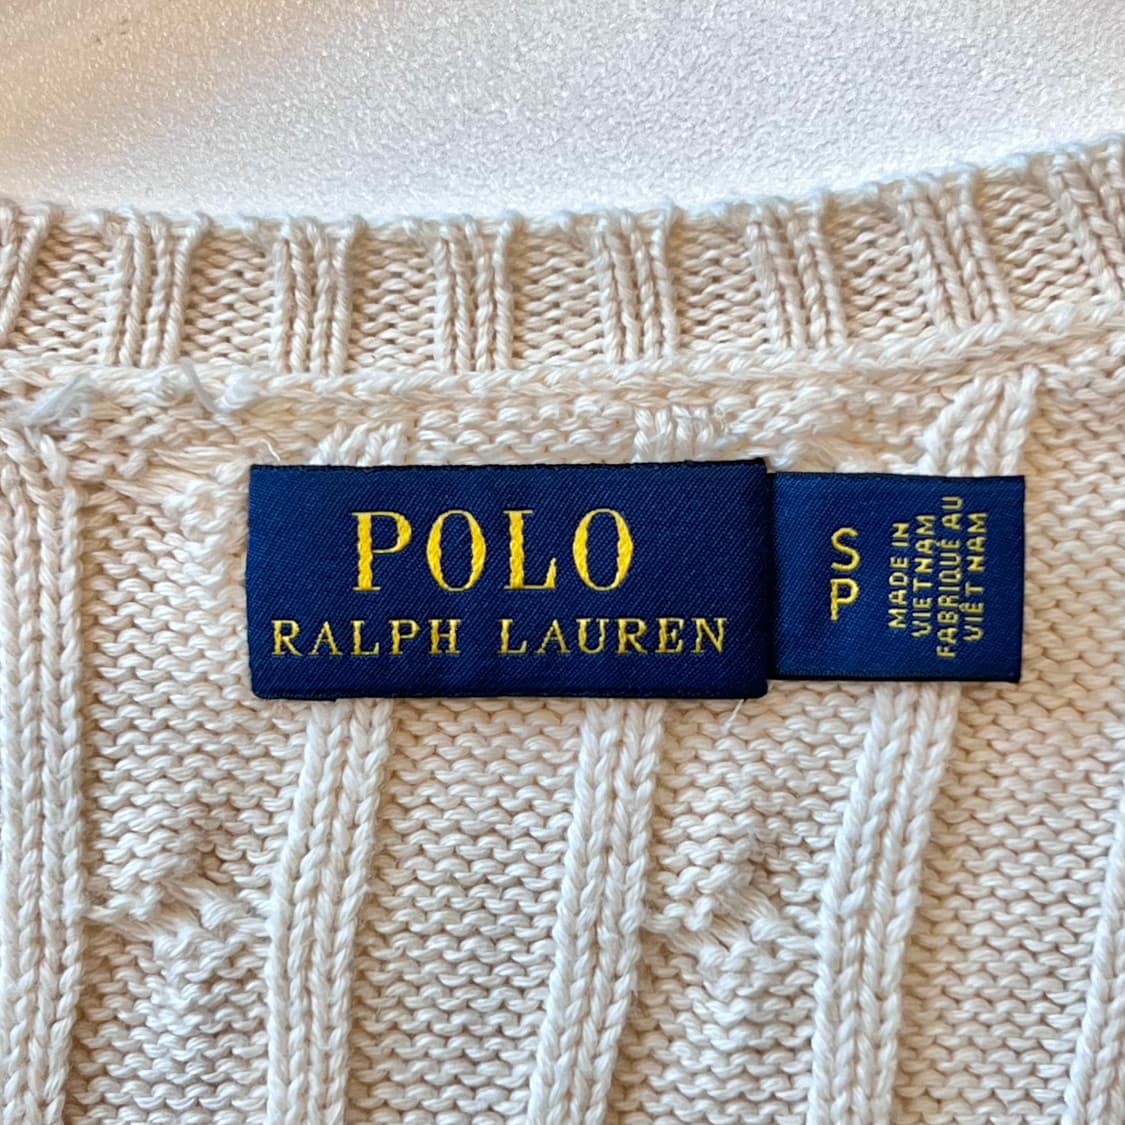 POLO
RALPH LAUREN
S
P
MADE IN
VIETNAM
FABRIQUÉ AU
VIÊT NAM